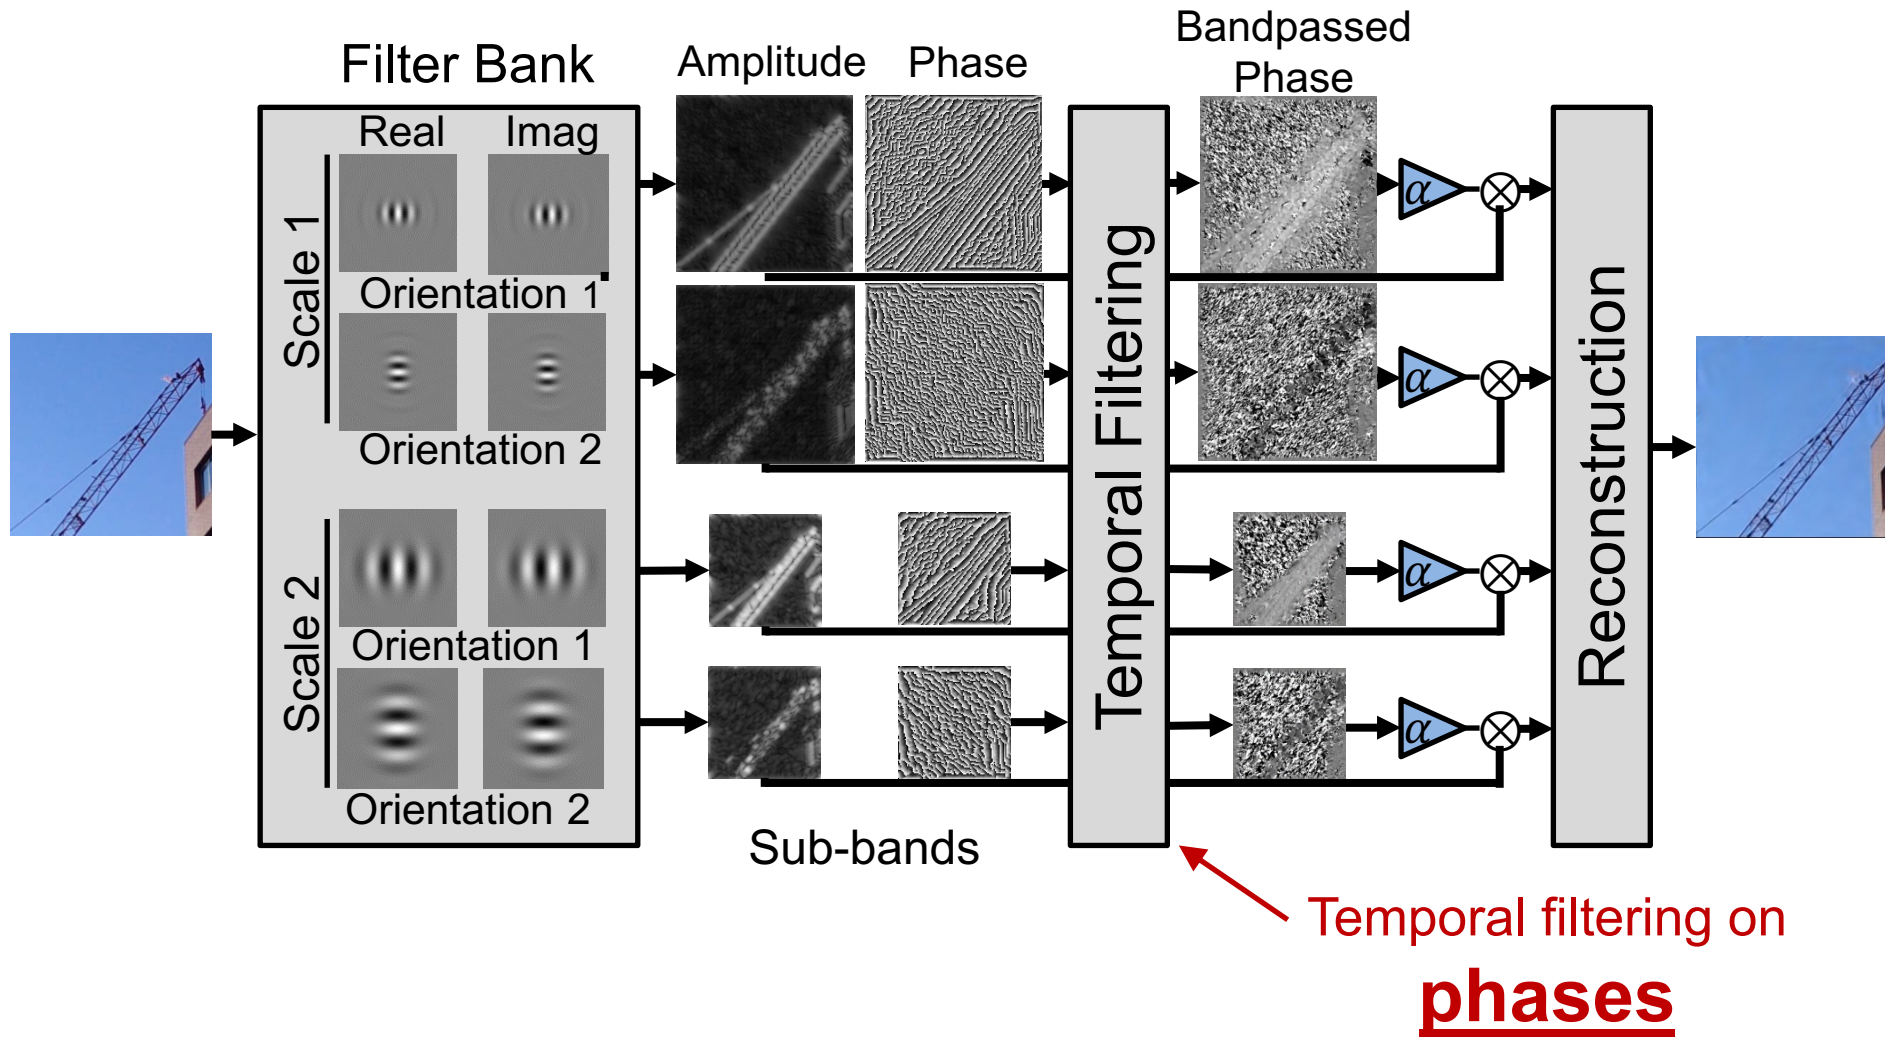 Filter Bank
Amplitude
Phase
Bandpassed
Phase
Real
Imag
Scale 1
Orientation 1
Orientation 2
Scale 2
Orientation 1
Orientation 2
Sub-bands
Temporal Filtering
α
α
α
α
Reconstruction
Temporal filtering on
phases